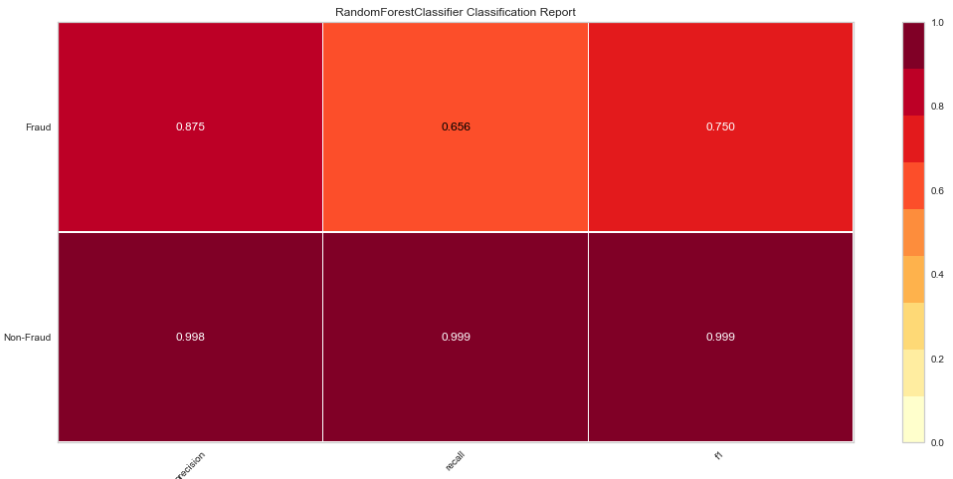 RandomForestClassifier Classification Report
Fraud
0.875
0.656
0.750
Non-Fraud
0.998
0.999
0.999
precision
recall
f1
1.0
0.8
0.6
0.4
0.2
0.0